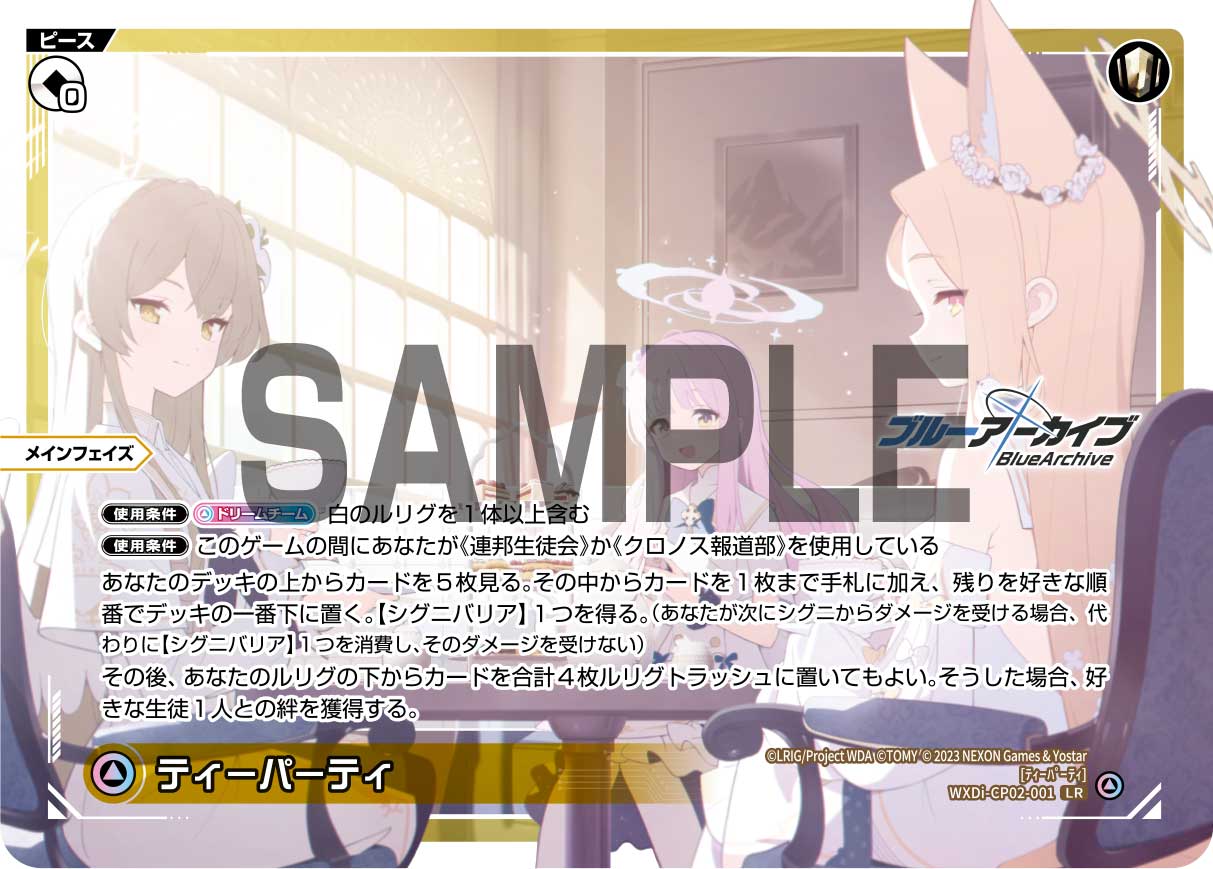 ピース
0
SAMPLE
ブルーアーカイブ
BlueArchive
メインフェイズ
使用条件 ドリームチーム 白のルリグを1体以上含む
使用条件 このゲームの間にあなたが《連邦生徒会》か《クロノス報道部》を使用している
あなたのデッキの上からカードを5枚見る。その中からカードを1枚まで手札に加え、残りを好きな順
番でデッキの一番下に置く。【シグニバリア】1つを得る。(あなたが次にシグニからダメージを受ける場合、代
わりに【シグニバリア】1つを消費し、そのダメージを受けない)
その後、あなたのルリグの下からカードを合計4枚ルリグトラッシュに置いてもよい。そうした場合、好
きな生徒1人との絆を獲得する。
ティーパーティ
©LRIG/Project WDA ©TOMY © 2023 NEXON Games & Yostar
[ティーパーティ]
WXDi-CP02-001 LR